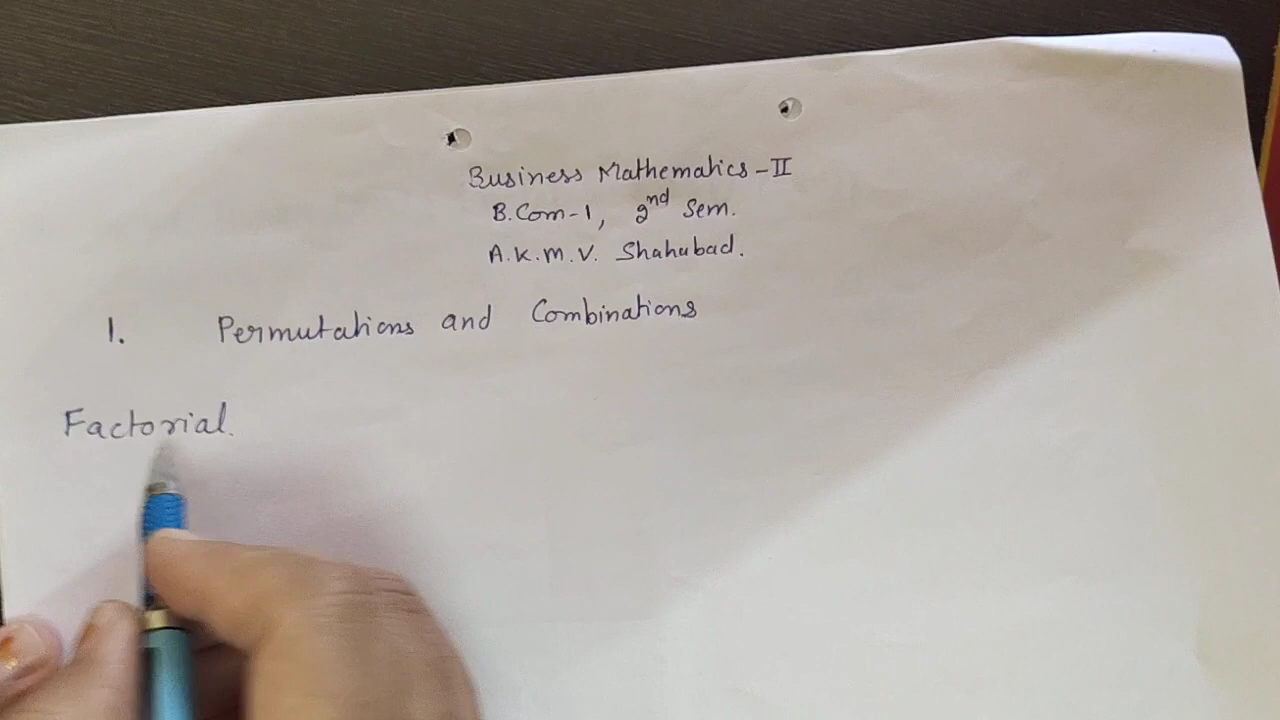 Business Mathematics-II
B.Com-1, 2nd Sem.
A.K.M.V. Shahabad.
1. Permutations and Combinations
Factorial.